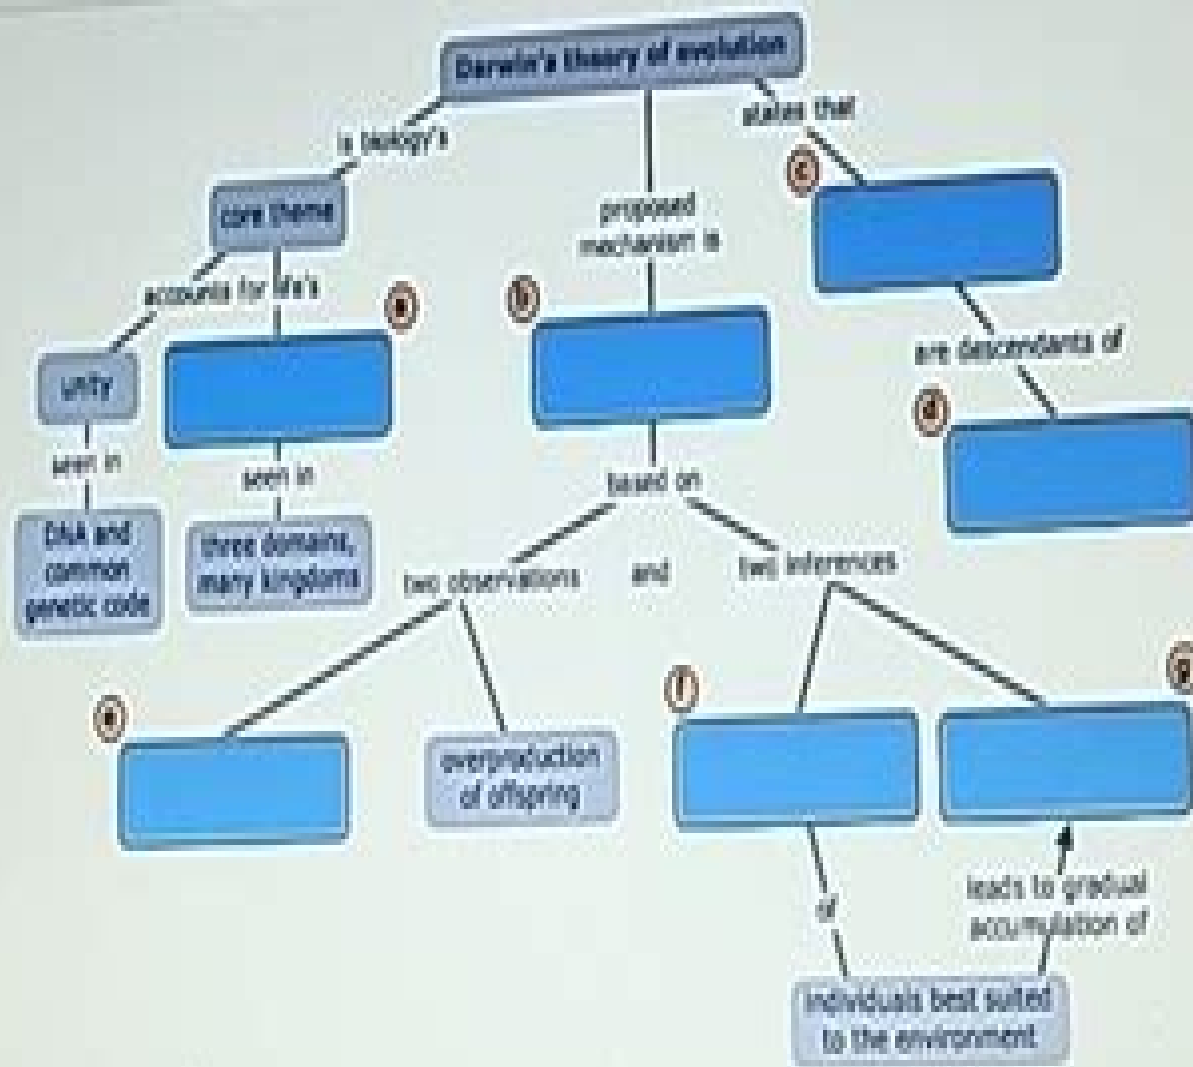 Darwin's theory of evolution
is biology's
states that
c
core theme
proposed
mechanism is
accounts for life's
a
b
unity
are descendants of
d
seen in
seen in
based on
DNA and
common
genetic code
three domains,
many kingdoms
two observations
and
two inferences
e
f
g
overproduction
of offspring
of
leads to gradual
accumulation of
individuals best suited
to the environment